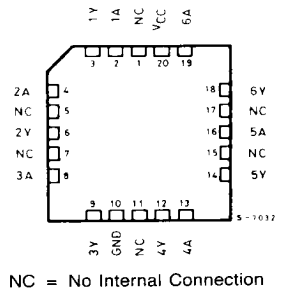 1Y 1A NC VCC 6A
3 2 1 20 19
2A 4 18 6Y
NC 5 17 NC
2Y 6 16 5A
NC 7 15 NC
3A 8 14 5Y
9 10 11 12 13
S-7032
3Y GND NC 4Y 4A
NC = No Internal Connection